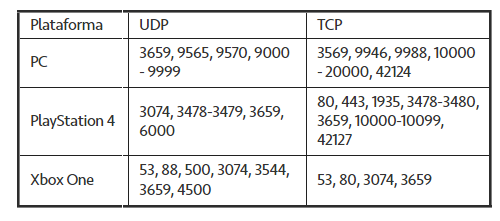 Plataforma UDP TCP
PC
3659, 9565, 9570, 9000
- 9999
3569, 9946, 9988, 10000
- 20000, 42124
PlayStation 4
3074, 3478-3479, 3659,
6000
80, 443, 1935, 3478-3480,
3659, 10000-10099,
42127
Xbox One
53, 88, 500, 3074, 3544,
3659, 4500
53, 80, 3074, 3659